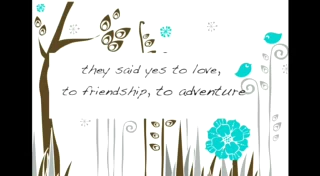 they said yes to love,
to friendship, to adventure